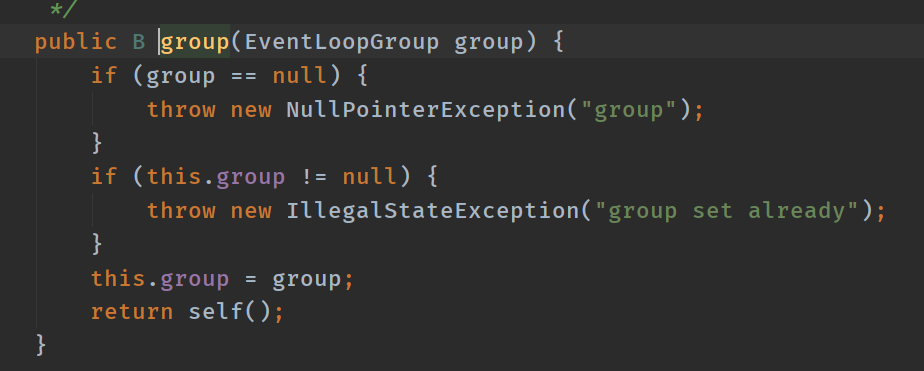 */
public B group(EventLoopGroup group) {
if (group == null) {
throw new NullPointerException("group");
}
if (this.group != null) {
throw new IllegalStateException("group set already");
}
this.group = group;
return self();
}